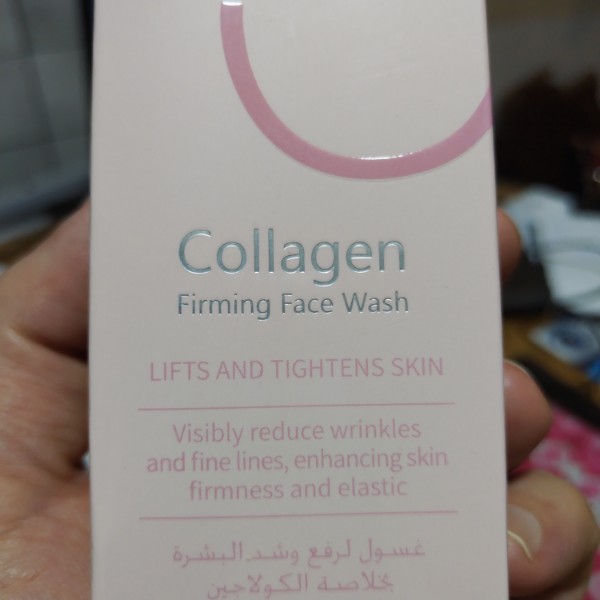 Collagen
Firming Face Wash
LIFTS AND TIGHTENS SKIN
Visibly reduce wrinkles
and fine lines, enhancing skin
firmness and elastic
غسول لرفع وشد البشرة
بخلاصه الكولاجين